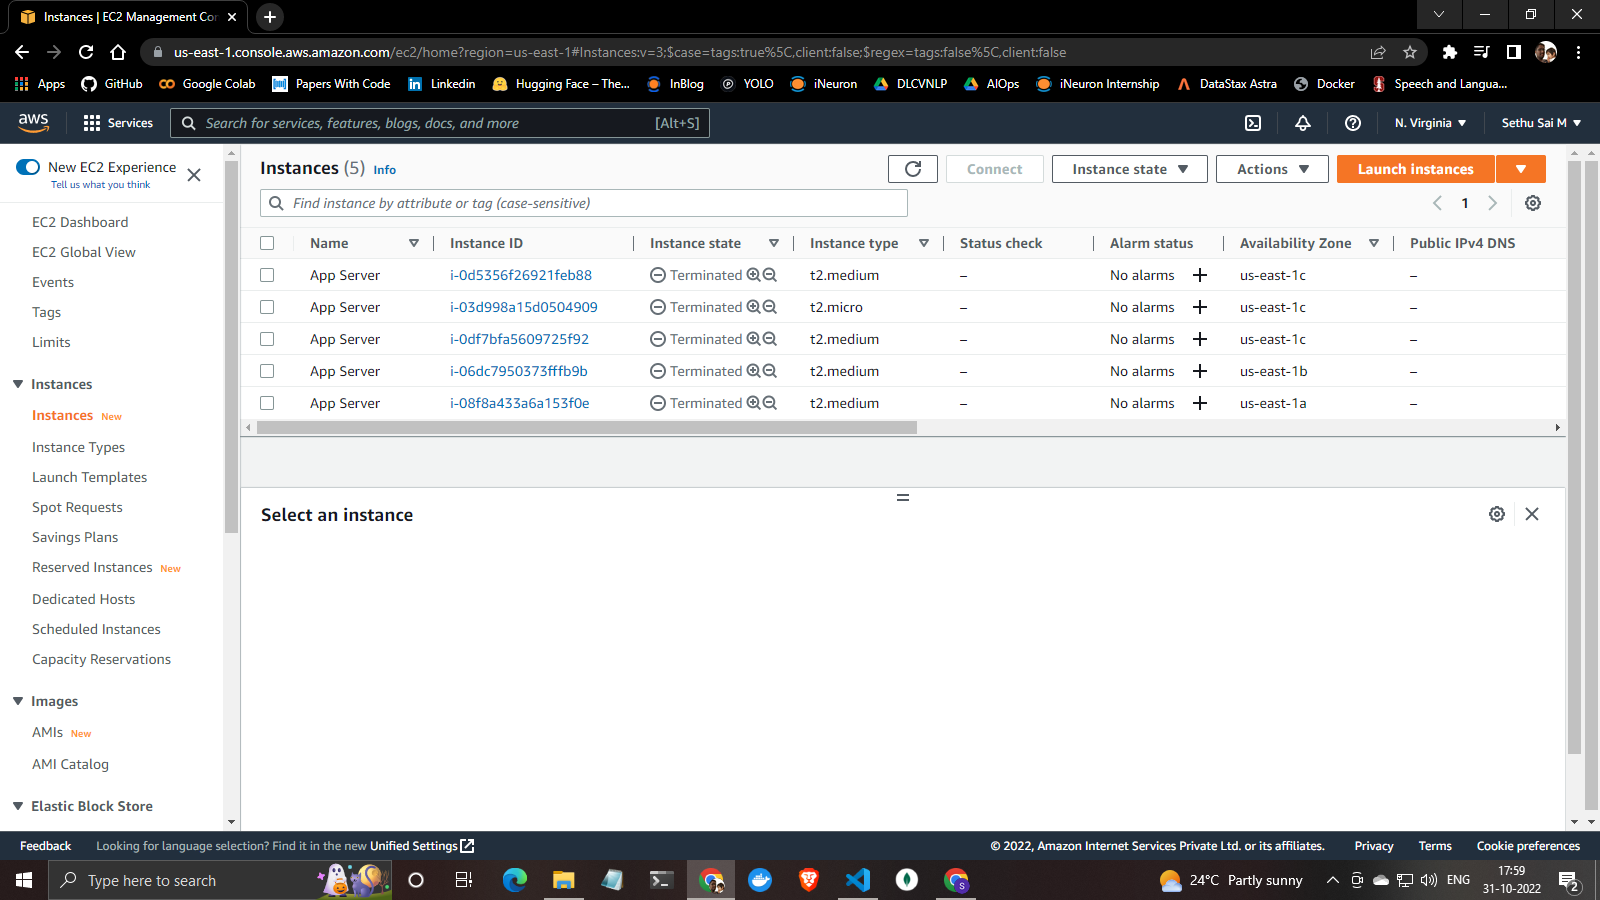 Instances | EC2 Management Con
us-east-1.console.aws.amazon.com/ec2/home?region=us-east-1#Instances:v=3;$case=tags:true%5C,client:false;$regex=tags:false%5C,client:false
Apps GitHub Google Colab Papers With Code Linkedin Hugging Face – The... InBlog YOLO iNeuron DLCVNLP AIOps iNeuron Internship DataStax Astra Docker Speech and Langua...
aws Services Search for services, features, blogs, docs, and more [Alt+S] N. Virginia Sethu Sai M
New EC2 Experience
Tell us what you think
EC2 Dashboard
EC2 Global View
Events
Tags
Limits
Instances
Instances New
Instance Types
Launch Templates
Spot Requests
Savings Plans
Reserved Instances New
Dedicated Hosts
Scheduled Instances
Capacity Reservations
Images
AMIs New
AMI Catalog
Elastic Block Store
Instances (5) Info Connect Instance state Actions Launch instances
Find instance by attribute or tag (case-sensitive) 1
Name Instance ID Instance state Instance type Status check Alarm status Availability Zone Public IPv4 DNS
App Server i-0d5356f26921feb88 Terminated t2.medium – No alarms + us-east-1c –
App Server i-03d998a15d0504909 Terminated t2.micro – No alarms + us-east-1c –
App Server i-0df7bfa5609725f92 Terminated t2.medium – No alarms + us-east-1c –
App Server i-06dc7950373fffb9b Terminated t2.medium – No alarms + us-east-1b –
App Server i-08f8a433a6a153f0e Terminated t2.medium – No alarms + us-east-1a –
Select an instance
Feedback Looking for language selection? Find it in the new Unified Settings © 2022, Amazon Internet Services Private Ltd. or its affiliates. Privacy Terms Cookie preferences
Type here to search 24°C Partly sunny ENG 17:59
31-10-2022 2